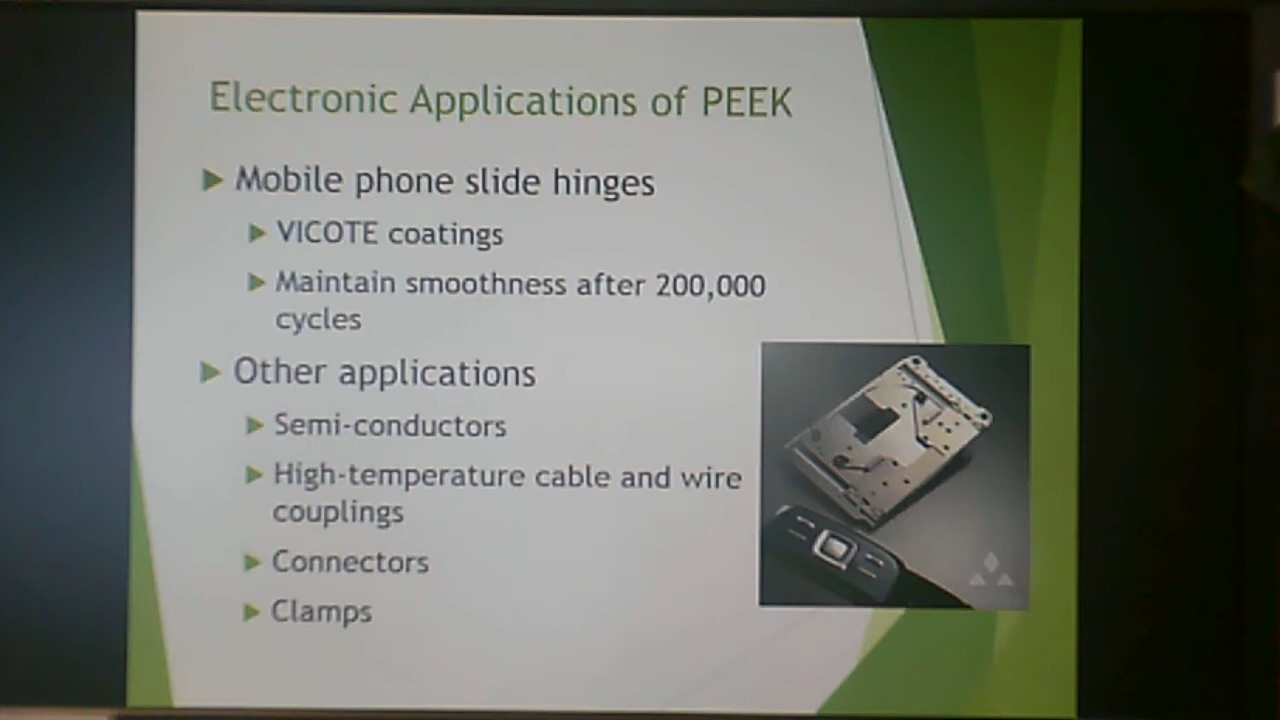 Electronic Applications of PEEK
Mobile phone slide hinges
VICOTE coatings
Maintain smoothness after 200,000
cycles
Other applications
Semi-conductors
High-temperature cable and wire
couplings
Connectors
Clamps